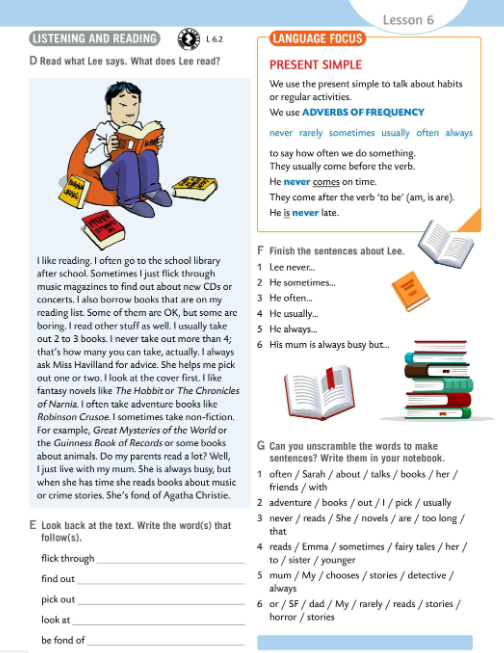 Lesson 6
LISTENING AND READING
L 6.2
D Read what Lee says. What does Lee read?
I like reading. I often go to the school library
after school. Sometimes I just flick through
music magazines to find out about new CDs or
concerts. I also borrow books that are on my
reading list. Some of them are OK, but some are
boring. I read other stuff as well. I usually take
out 2 to 3 books. I never take out more than 4;
that's how many you can take, actually. I always
ask Miss Havilland for advice. She helps me pick
out one or two. I look at the cover first. I like
fantasy novels like The Hobbit or The Chronicles
of Narnia. I often take adventure books like
Robinson Crusoe. I sometimes take non-fiction.
For example, Great Mysteries of the World or
the Guinness Book of Records or some books
about animals. Do my parents read a lot? Well,
I just live with my mum. She is always busy, but
when she has time she reads books about music
or crime stories. She's fond of Agatha Christie.
E Look back at the text. Write the word(s) that
follow(s).
flick through
find out
pick out
look at
be fond of
LANGUAGE FOCUS
PRESENT SIMPLE
We use the present simple to talk about habits
or regular activities.
We use ADVERBS OF FREQUENCY
never rarely sometimes usually often always
to say how often we do something.
They usually come before the verb.
He never comes on time.
They come after the verb 'to be' (am, is are).
He is never late.
F Finish the sentences about Lee.
1 Lee never...
2 He sometimes...
3 He often...
4 He usually...
5 He always...
6 His mum is always busy but...
G Can you unscramble the words to make
sentences? Write them in your notebook.
1 often / Sarah / about / talks / books / her /
friends / with
2 adventure / books / out / I / pick / usually
3 never / reads / She / novels / are / too long /
that
4 reads / Emma / sometimes / fairy tales / her /
to / sister / younger
5 mum / My / chooses / stories / detective /
always
6 or / SF / dad / My / rarely / reads / stories /
horror / stories